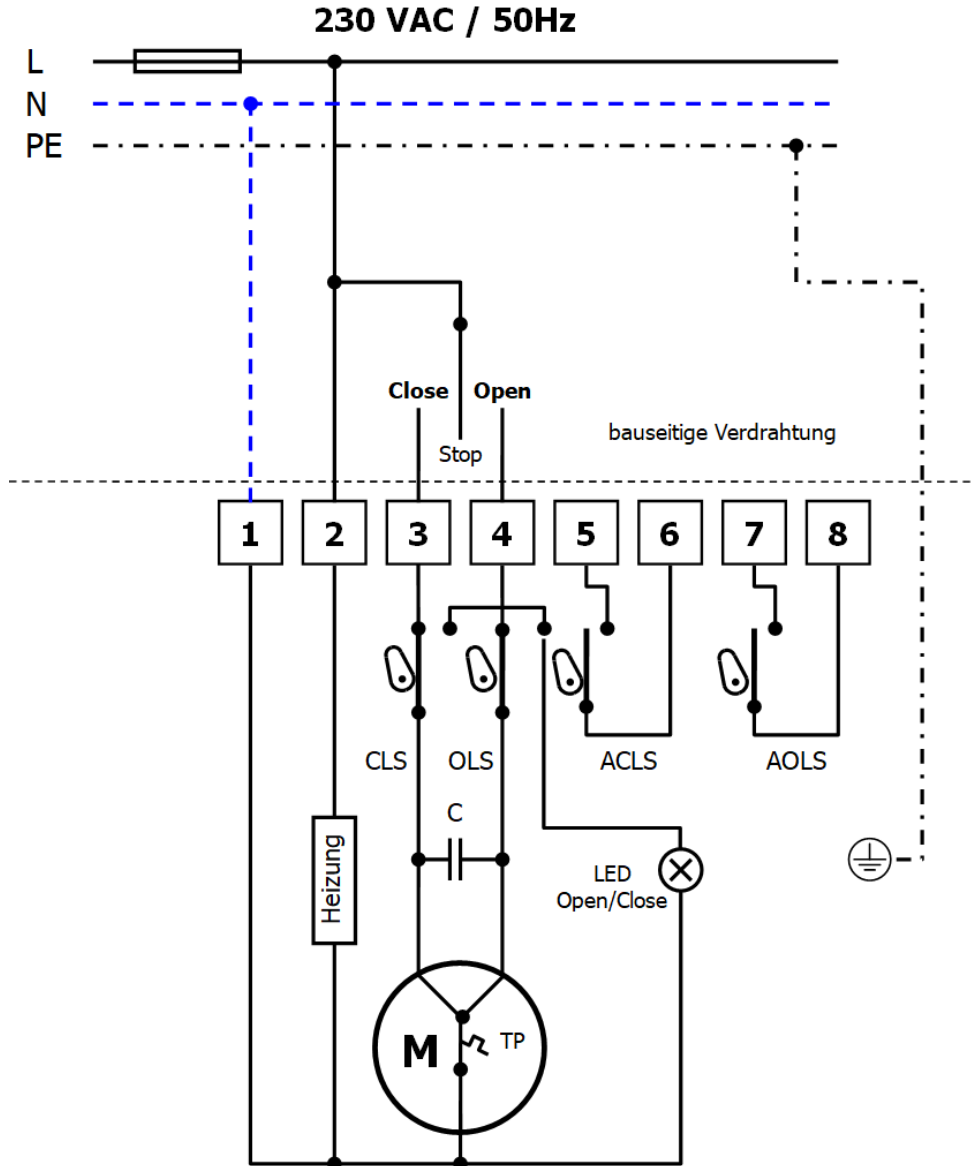 230 VAC / 50Hz
L
N
PE
Close Open
Stop
bauseitige Verdrahtung
1 2 3 4 5 6 7 8
CLS OLS ACLS AOLS
C
Heizung
LED
Open/Close
M TP